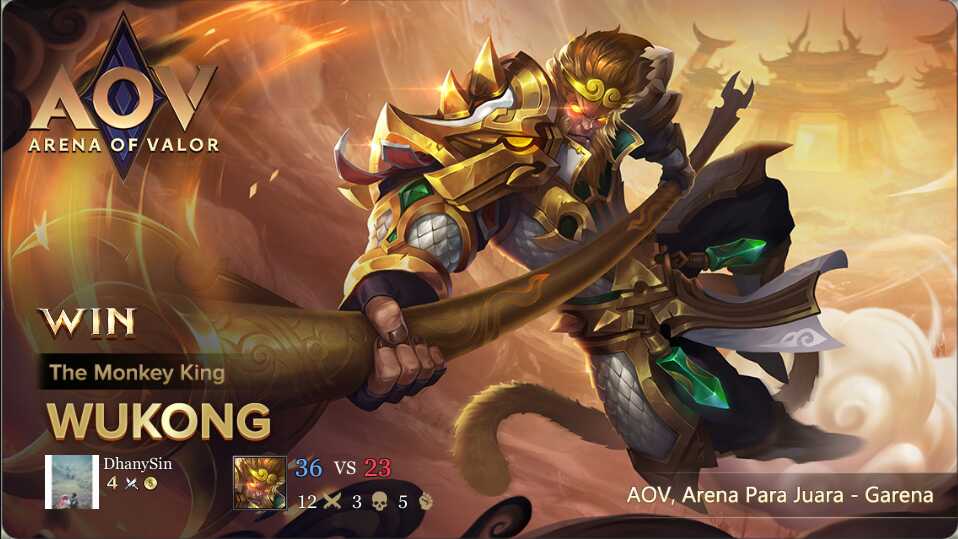 AOV
ARENA OF VALOR
WIN
The Monkey King
WUKONG
DhanySin
4
36 VS 23
12 3 5
AOV, Arena Para Juara - Garena